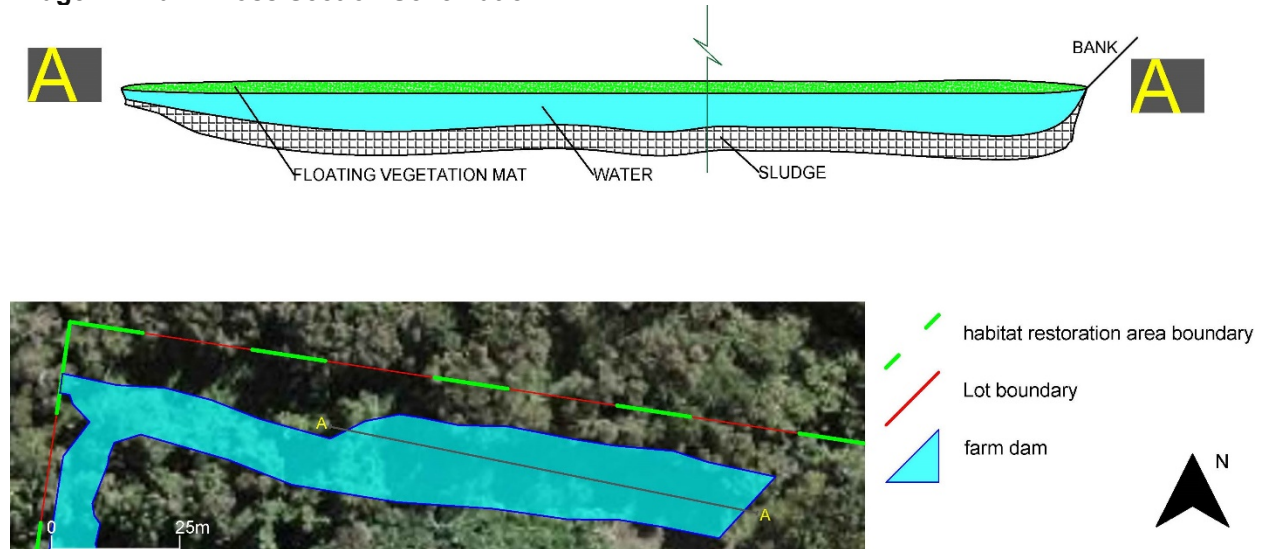 A
BANK
A
FLOATING VEGETATION MAT
WATER
SLUDGE
habitat restoration area boundary
Lot boundary
farm dam
N
A
A
0
25m